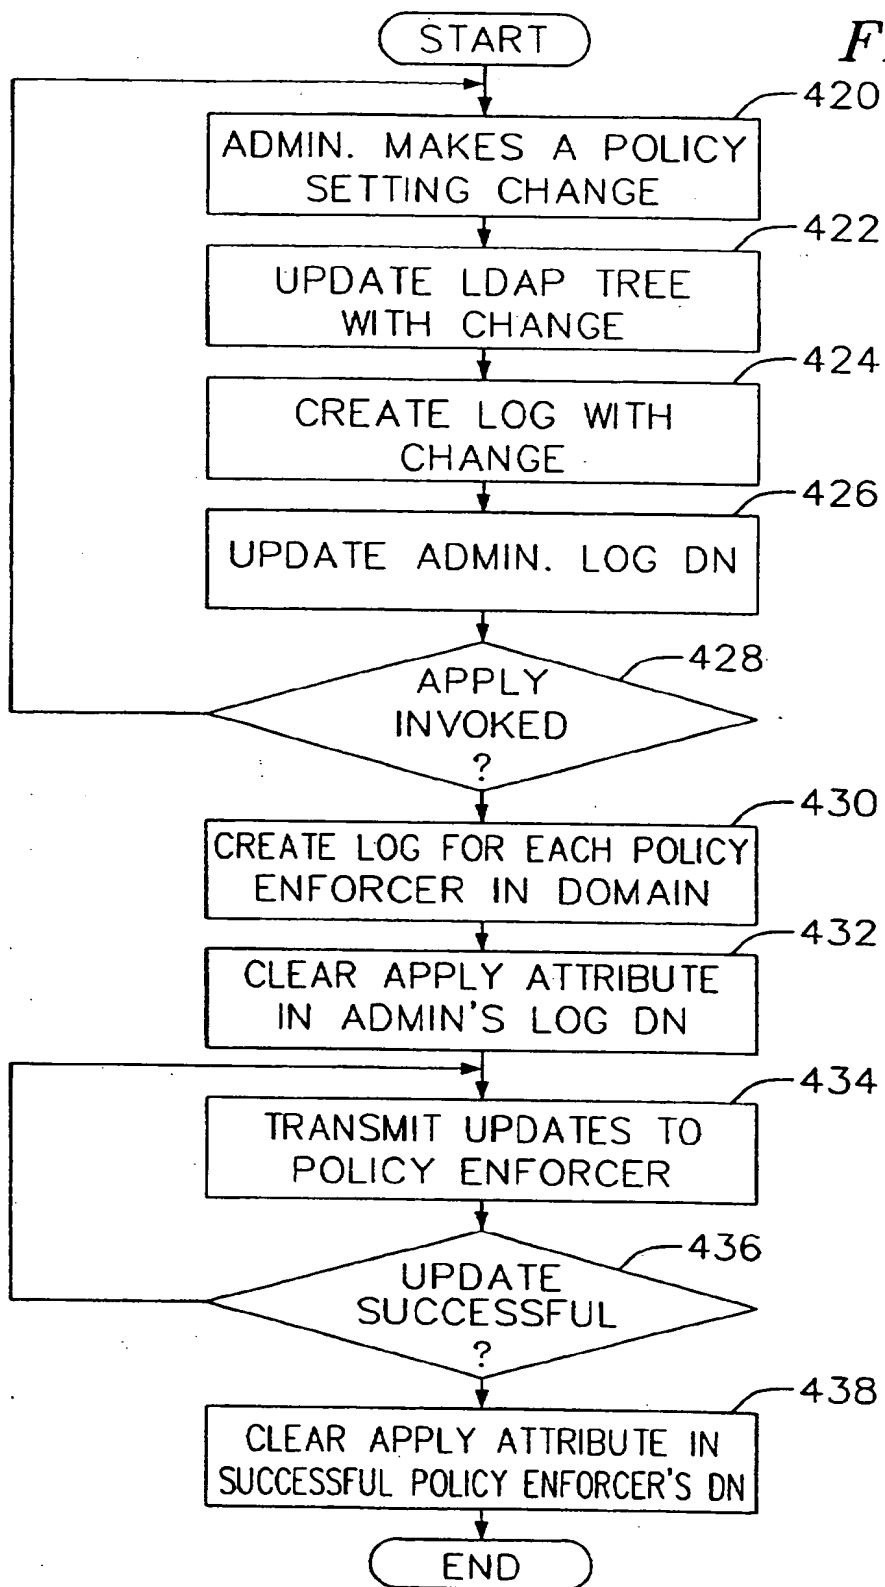 START
F
420
ADMIN. MAKES A POLICY
SETTING CHANGE
422
UPDATE LDAP TREE
WITH CHANGE
424
CREATE LOG WITH
CHANGE
426
UPDATE ADMIN. LOG DN
428
APPLY
INVOKED
?
430
CREATE LOG FOR EACH POLICY
ENFORCER IN DOMAIN
432
CLEAR APPLY ATTRIBUTE
IN ADMIN'S LOG DN
434
TRANSMIT UPDATES TO
POLICY ENFORCER
436
UPDATE
SUCCESSFUL
?
438
CLEAR APPLY ATTRIBUTE IN
SUCCESSFUL POLICY ENFORCER'S DN
END